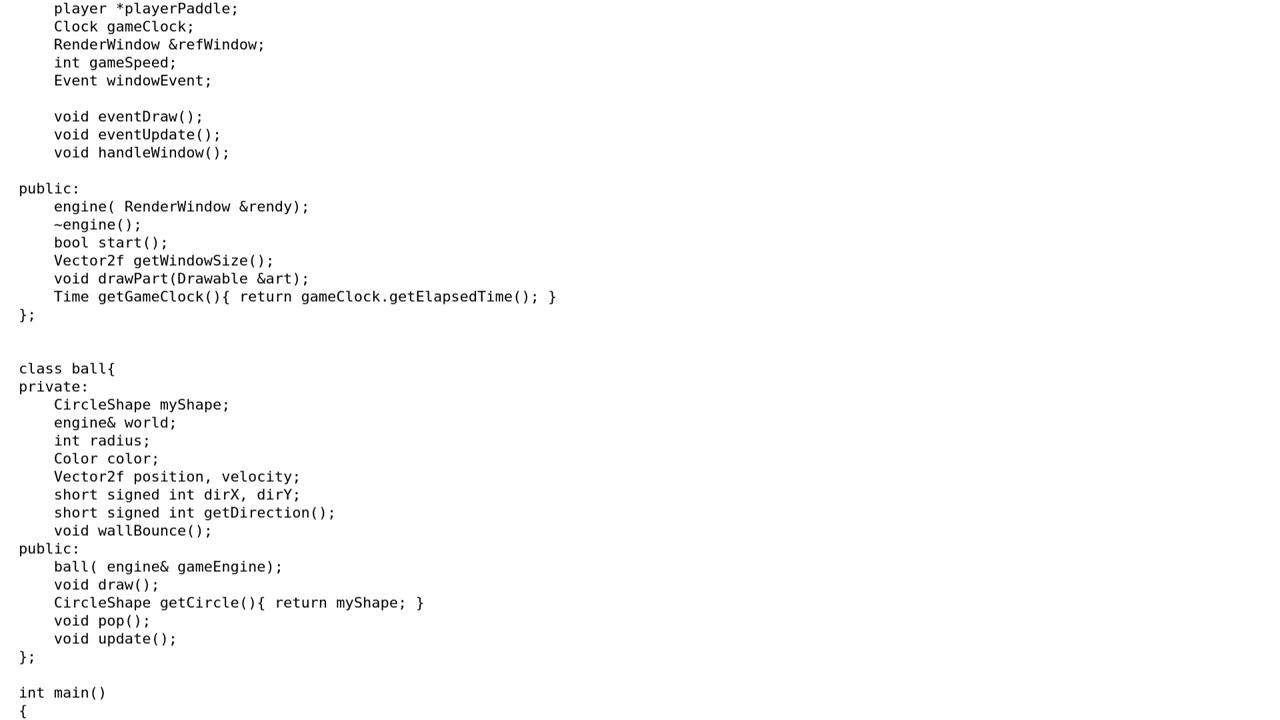 player *playerPaddle;
    Clock gameClock;
    RenderWindow &refWindow;
    int gameSpeed;
    Event windowEvent;

    void eventDraw();
    void eventUpdate();
    void handleWindow();

public:
    engine( RenderWindow &rendy);
    ~engine();
    bool start();
    Vector2f getWindowSize();
    void drawPart(Drawable &art);
    Time getGameClock(){ return gameClock.getElapsedTime(); }
};


class ball{
private:
    CircleShape myShape;
    engine& world;
    int radius;
    Color color;
    Vector2f position, velocity;
    short signed int dirX, dirY;
    short signed int getDirection();
    void wallBounce();
public:
    ball( engine& gameEngine);
    void draw();
    CircleShape getCircle(){ return myShape; }
    void pop();
    void update();
};

int main()
{